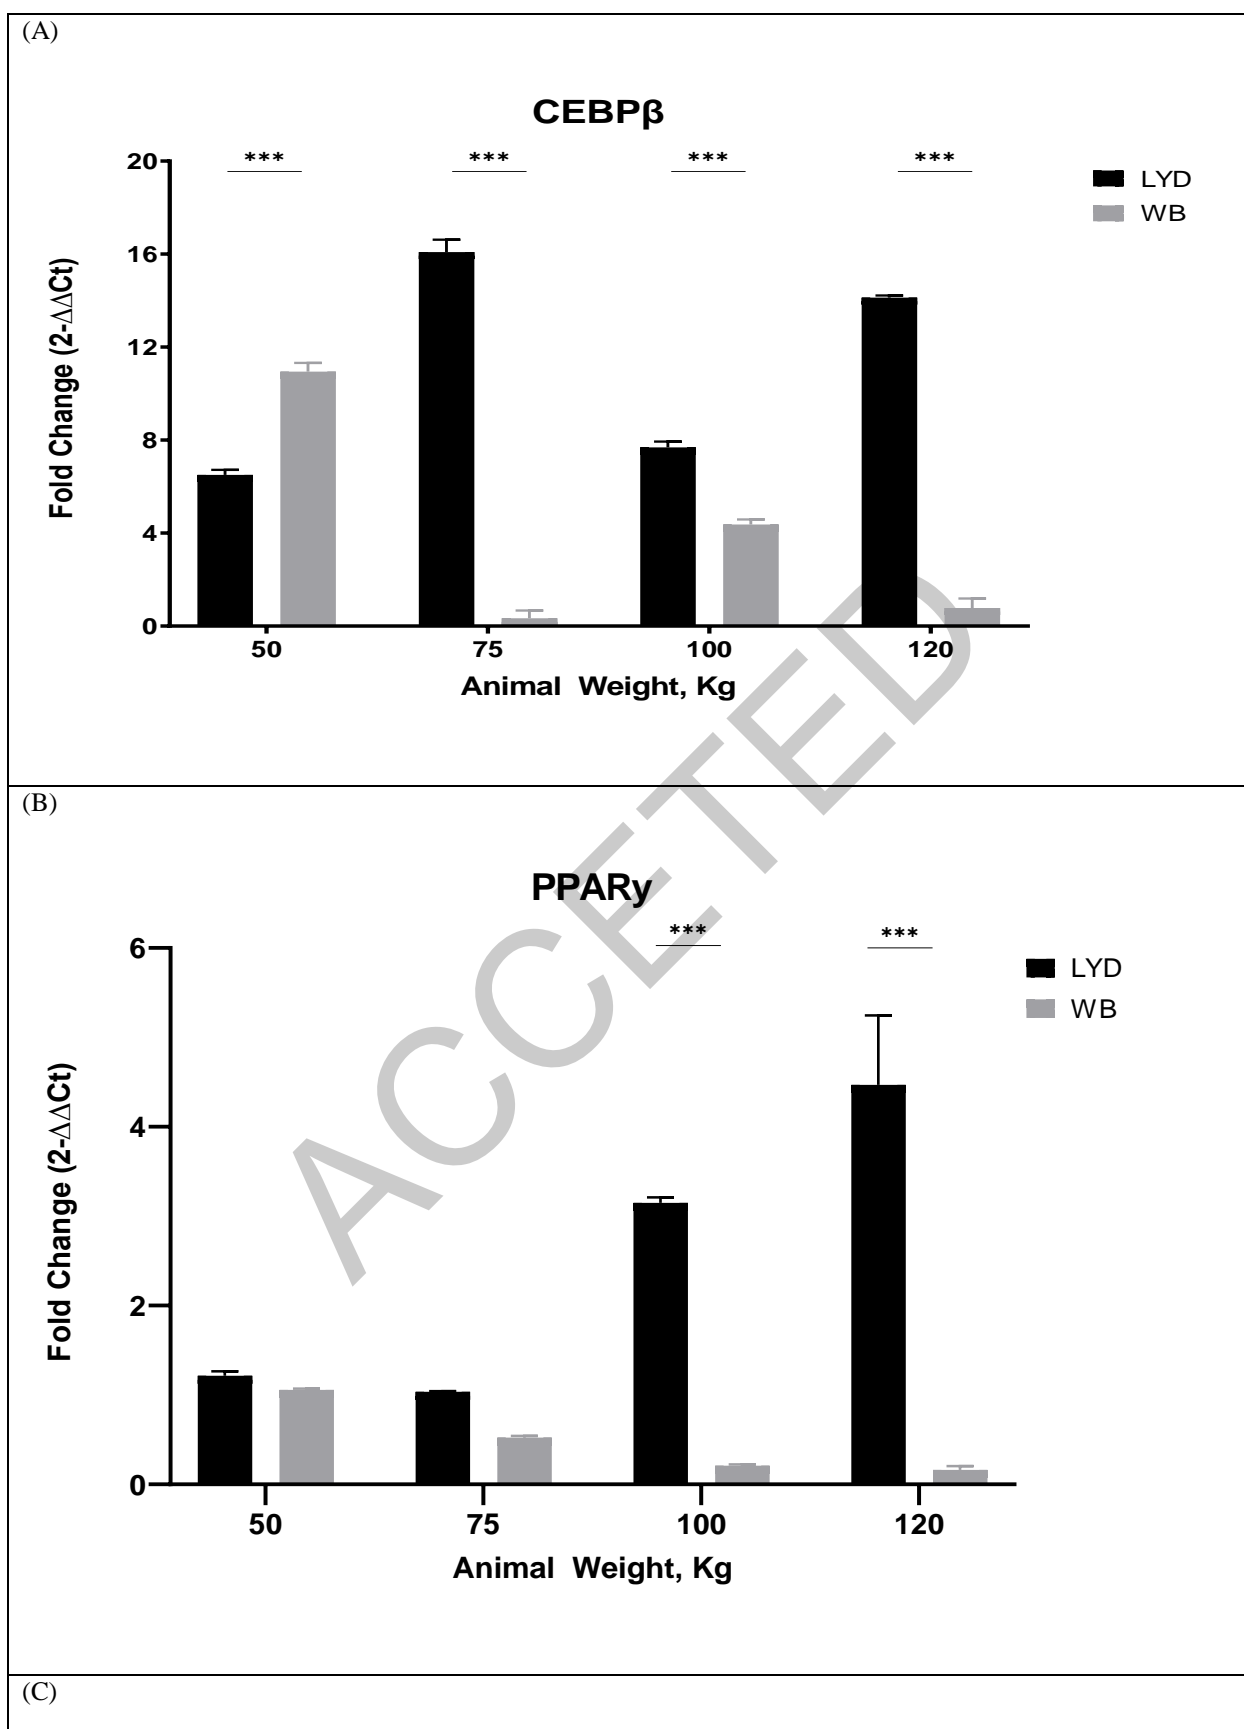 (A)
CEBPβ
*** *** *** ***
LYD
WB
20
16
12
8
4
0
Fold Change (2-ΔΔCt)
50 75 100 120
Animal Weight, Kg
(B)
PPARy
*** ***
LYD
WB
6
4
2
0
Fold Change (2-ΔΔCt)
50 75 100 120
Animal Weight, Kg
ACCETED
(C)